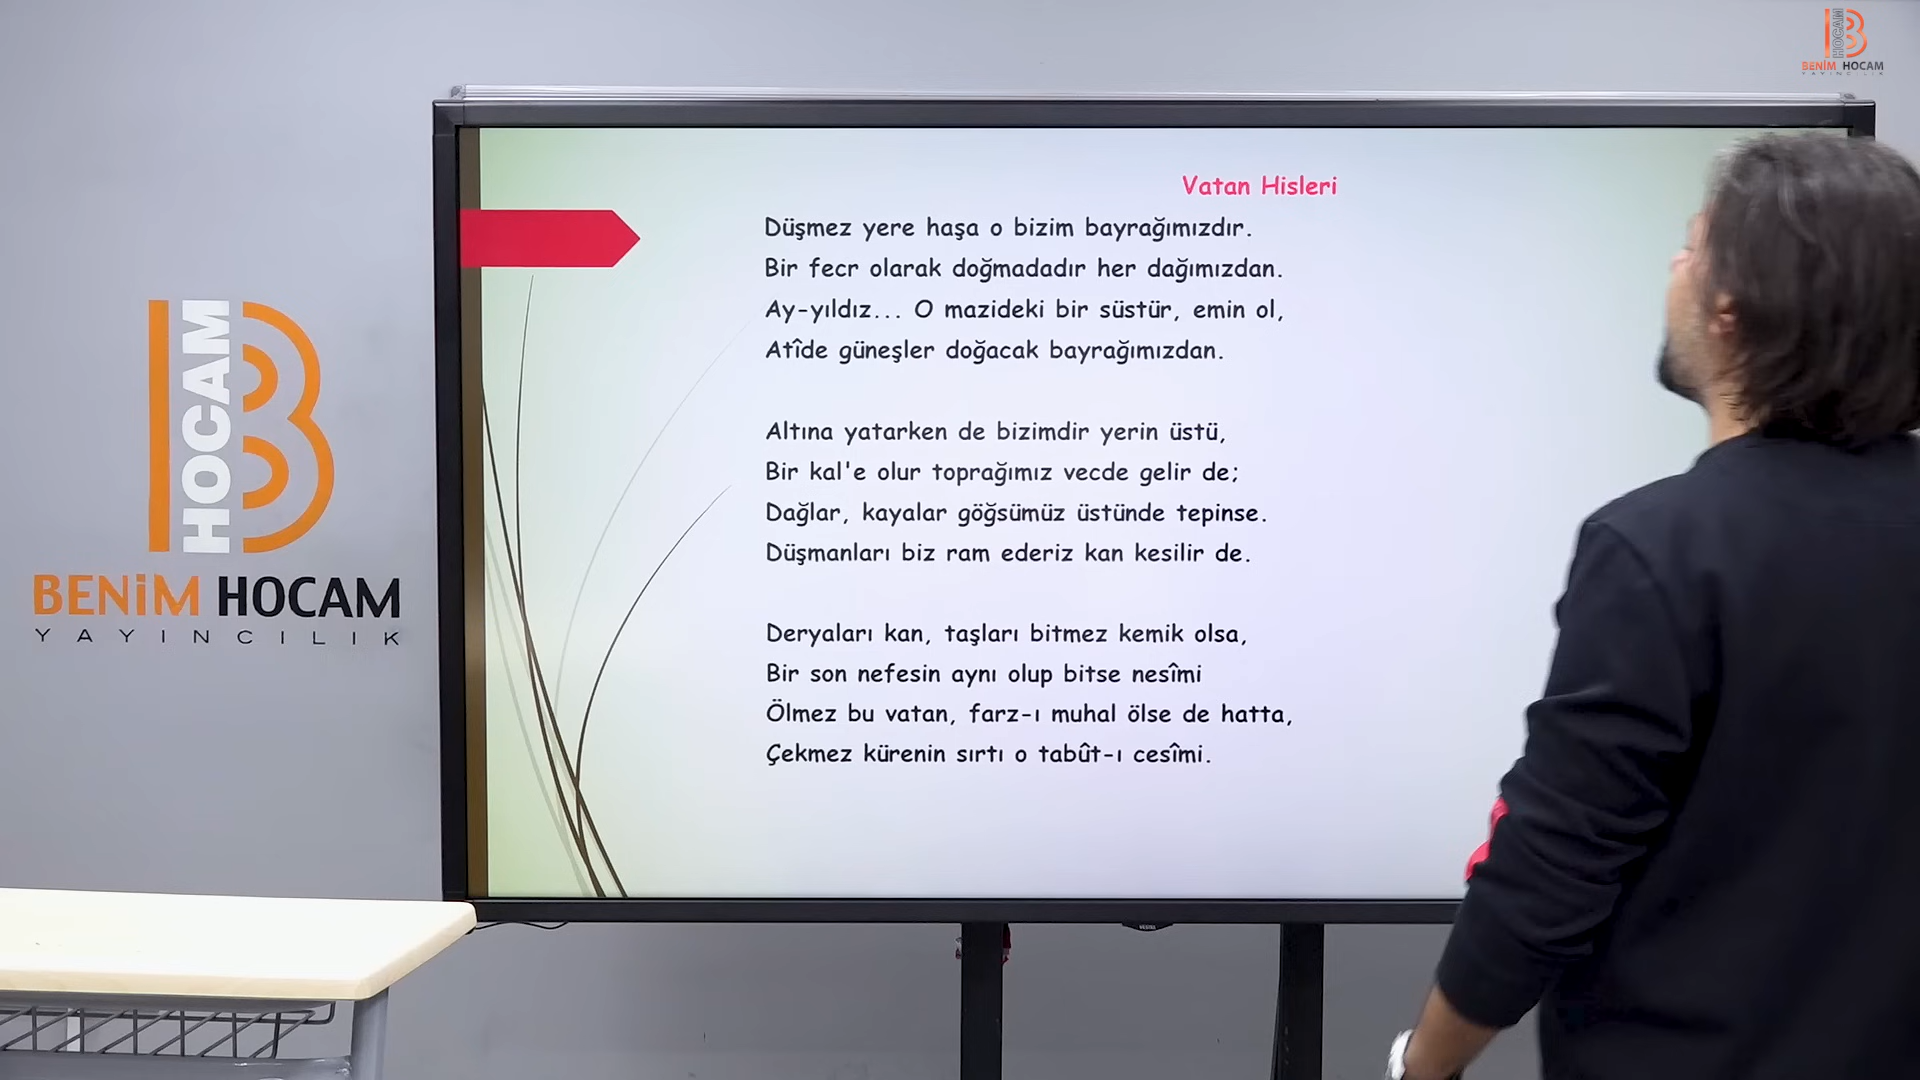 BENİM HOCAM
YAYINCILIK
HOCAM
BENİM HOCAM
YAYINCILIK
Vatan Hisleri
Düşmez yere haşa o bizim bayrağımızdır.
Bir fecr olarak doğmadadır her dağımızdan.
Ay-yıldız... O mazideki bir süstür, emin ol,
Atîde güneşler doğacak bayrağımızdan.
Altına yatarken de bizimdir yerin üstü,
Bir kal'e olur toprağımız vecde gelir de;
Dağlar, kayalar göğsümüz üstünde tepinse.
Düşmanları biz ram ederiz kan kesilir de.
Deryaları kan, taşları bitmez kemik olsa,
Bir son nefesin aynı olup bitse nesîmi
Ölmez bu vatan, farz-ı muhal ölse de hatta,
Çekmez kürenin sırtı o tabût-ı cesîmi.